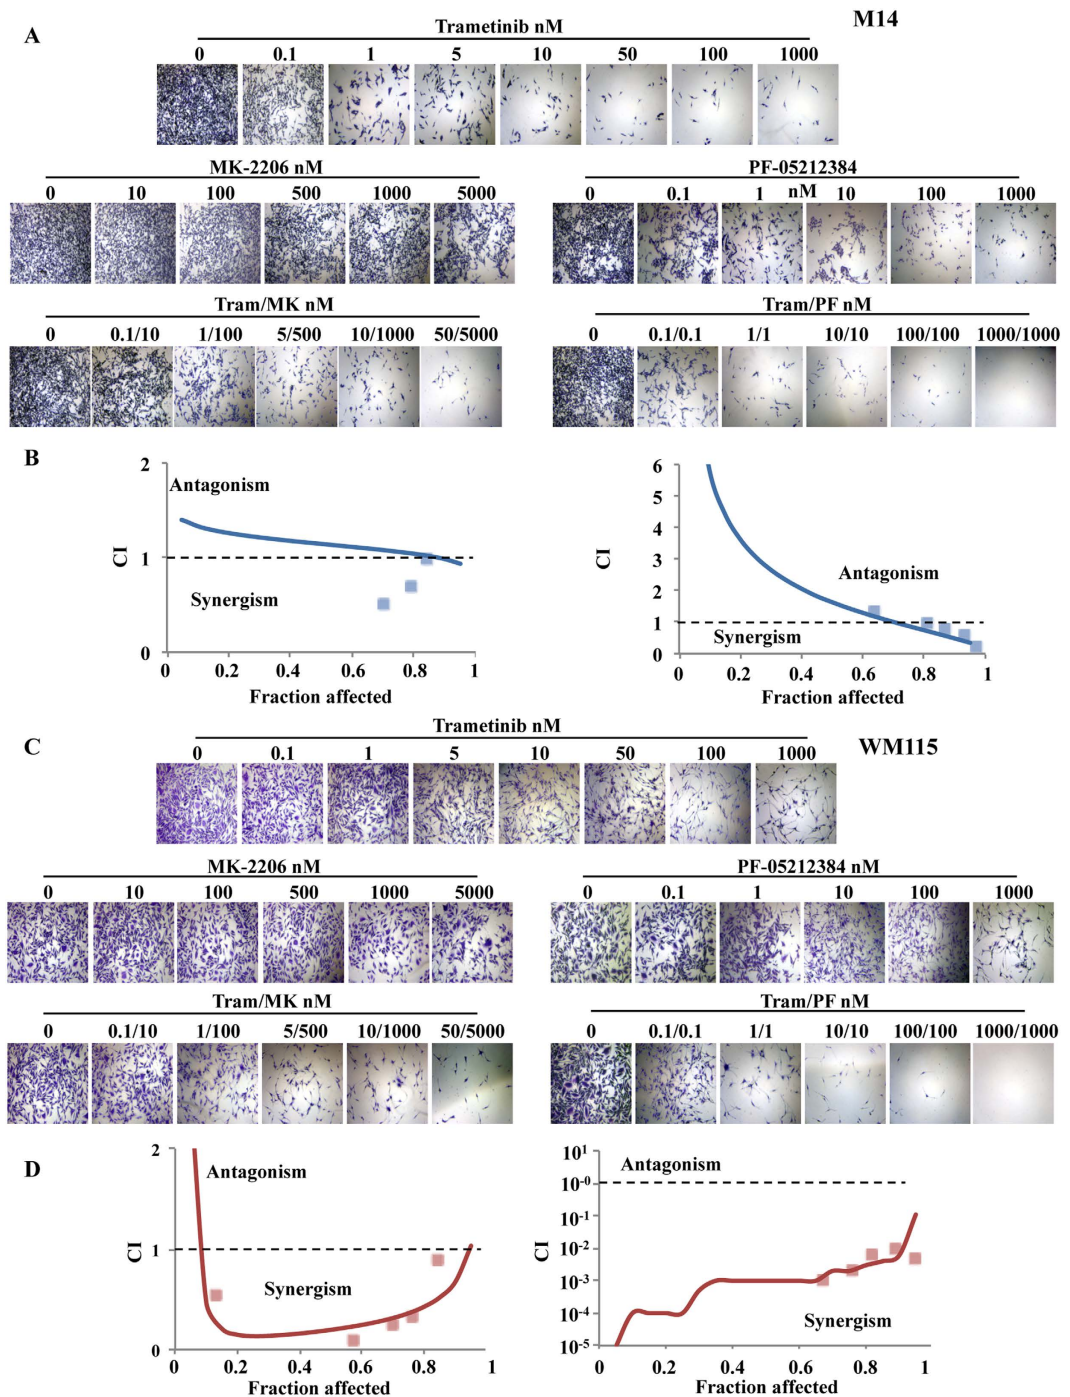 A
M14
Trametinib nM
0 0.1 1 5 10 50 100 1000
MK-2206 nM
0 10 100 500 1000 5000
PF-05212384
nM
0 0.1 1 10 100 1000
Tram/MK nM
0 0.1/10 1/100 5/500 10/1000 50/5000
Tram/PF nM
0 0.1/0.1 1/1 10/10 100/100 1000/1000
B
2
1
0
CI
Antagonism
Synergism
0 0.2 0.4 0.6 0.8 1
Fraction affected
6
5
4
3
2
1
0
CI
Antagonism
Synergism
0 0.2 0.4 0.6 0.8 1
Fraction affected
C
WM115
Trametinib nM
0 0.1 1 5 10 50 100 1000
MK-2206 nM
0 10 100 500 1000 5000
PF-05212384 nM
0 0.1 1 10 100 1000
Tram/MK nM
0 0.1/10 1/100 5/500 10/1000 50/5000
Tram/PF nM
0 0.1/0.1 1/1 10/10 100/100 1000/1000
D
2
1
0
CI
Antagonism
Synergism
0 0.2 0.4 0.6 0.8 1
Fraction affected
10¹
10⁻⁰
10⁻¹
10⁻²
10⁻³
10⁻⁴
10⁻⁵
CI
Antagonism
Synergism
0 0.2 0.4 0.6 0.8 1
Fraction affected